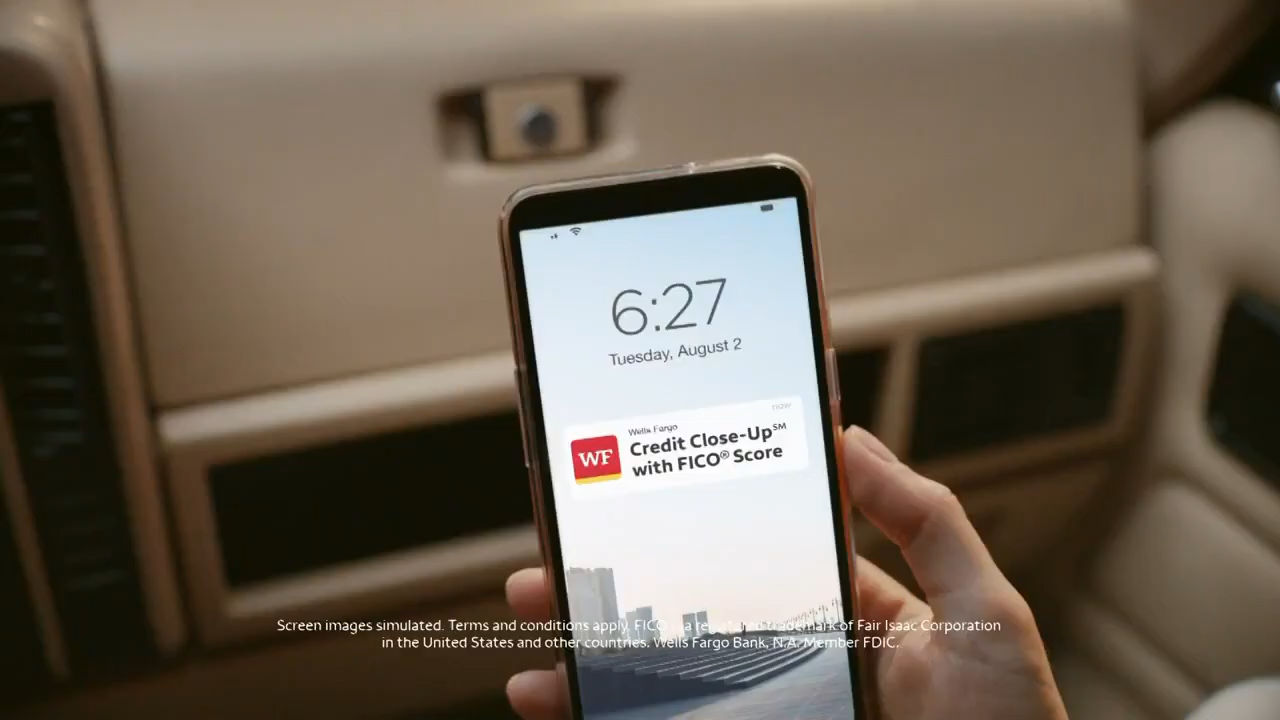 6:27
Tuesday, August 2
now
Wells Fargo
WF
Credit Close-Up℠
with FICO® Score
Screen images simulated. Terms and conditions apply. FICO is a registered trademark of Fair Isaac Corporation
in the United States and other countries. Wells Fargo Bank, N.A. Member FDIC.